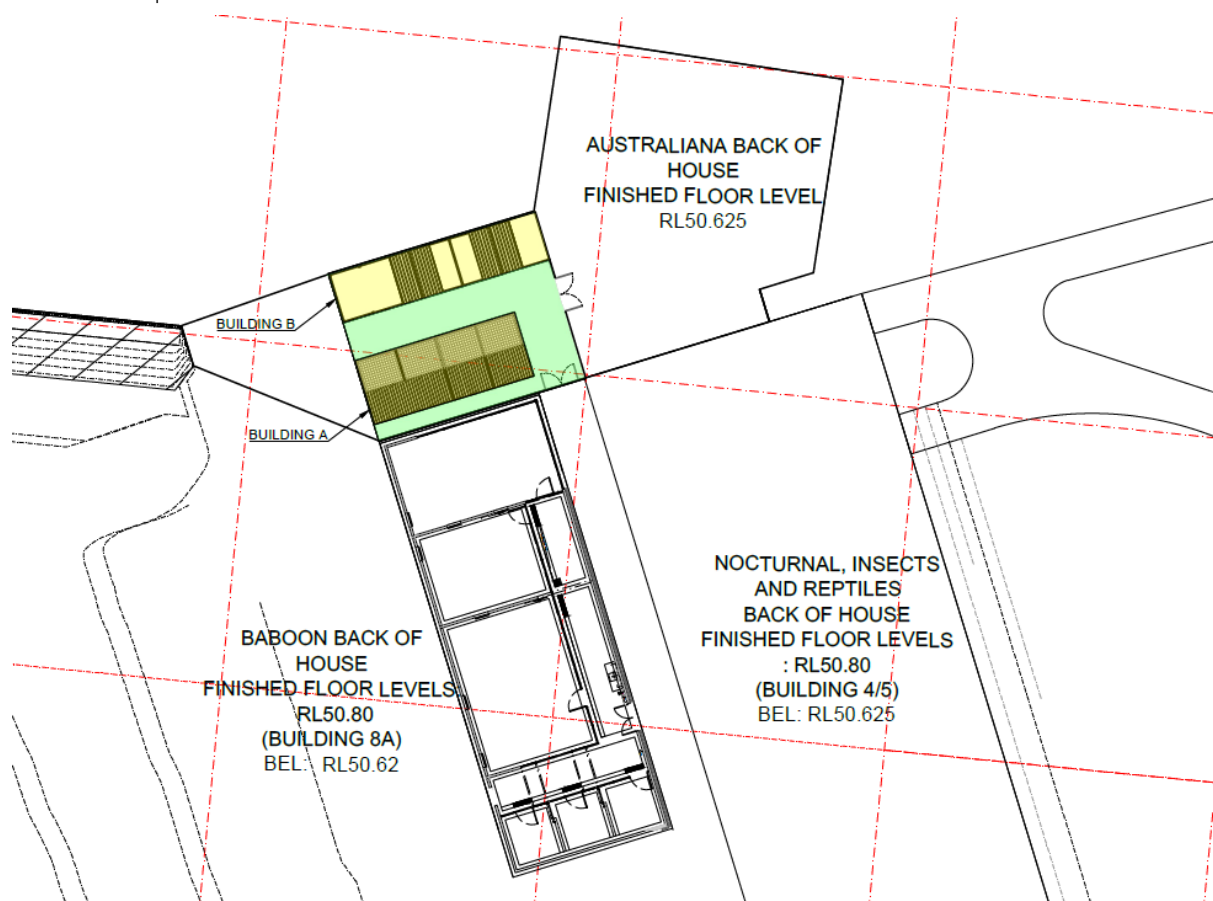 AUSTRALIANA BACK OF
HOUSE
FINISHED FLOOR LEVEL
RL50.625
BUILDING B
BUILDING A
NOCTURNAL, INSECTS
AND REPTILES
BACK OF HOUSE
FINISHED FLOOR LEVELS
: RL50.80
(BUILDING 4/5)
BEL: RL50.625
BABOON BACK OF
HOUSE
FINISHED FLOOR LEVELS
RL50.80
(BUILDING 8A)
BEL: RL50.62